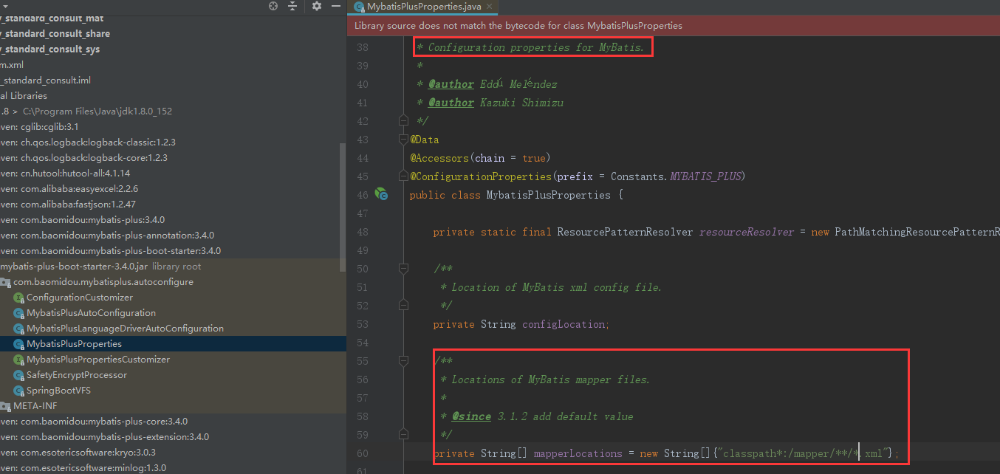 y_standard_consult_mat
y_standard_consult_share
y_standard_consult_sys
m.xml
_standard_consult.iml
al Libraries
.8 > C:\Program Files\Java\jdk1.8.0_152
ven: cglib:cglib:3.1
ven: ch.qos.logback:logback-classic:1.2.3
ven: ch.qos.logback:logback-core:1.2.3
ven: cn.hutool:hutool-all:4.1.14
ven: com.alibaba:easyexcel:2.2.6
ven: com.alibaba:fastjson:1.2.47
ven: com.baomidou:mybatis-plus:3.4.0
ven: com.baomidou:mybatis-plus-annotation:3.4.0
ven: com.baomidou:mybatis-plus-boot-starter:3.4.0
mybatis-plus-boot-starter-3.4.0.jar library root
com.baomidou.mybatisplus.autoconfigure
ConfigurationCustomizer
MybatisPlusAutoConfiguration
MybatisPlusLanguageDriverAutoConfiguration
MybatisPlusProperties
MybatisPlusPropertiesCustomizer
SafetyEncryptProcessor
SpringBootVFS
META-INF
ven: com.baomidou:mybatis-plus-core:3.4.0
ven: com.baomidou:mybatis-plus-extension:3.4.0
ven: com.esotericsoftware:kryo:3.0.3
ven: com.esotericsoftware:minlog:1.3.0
MybatisPlusProperties.java
Library source does not match the bytecode for class MybatisPlusProperties
38 * Configuration properties for MyBatis.
39 *
40 * @author Eddú Meléndez
41 * @author Kazuki Shimizu
42 */
43 @Data
44 @Accessors(chain = true)
45 @ConfigurationProperties(prefix = Constants.MYBATIS_PLUS)
46 public class MybatisPlusProperties {
47
48 private static final ResourcePatternResolver resourceResolver = new PathMatchingResourcePatternR
49
50 /**
51 * Location of MyBatis xml config file.
52 */
53 private String configLocation;
54
55 /**
56 * Locations of MyBatis mapper files.
57 *
58 * @since 3.1.2 add default value
59 */
60 private String[] mapperLocations = new String[]{"classpath*:/mapper/**/*.xml"};
61